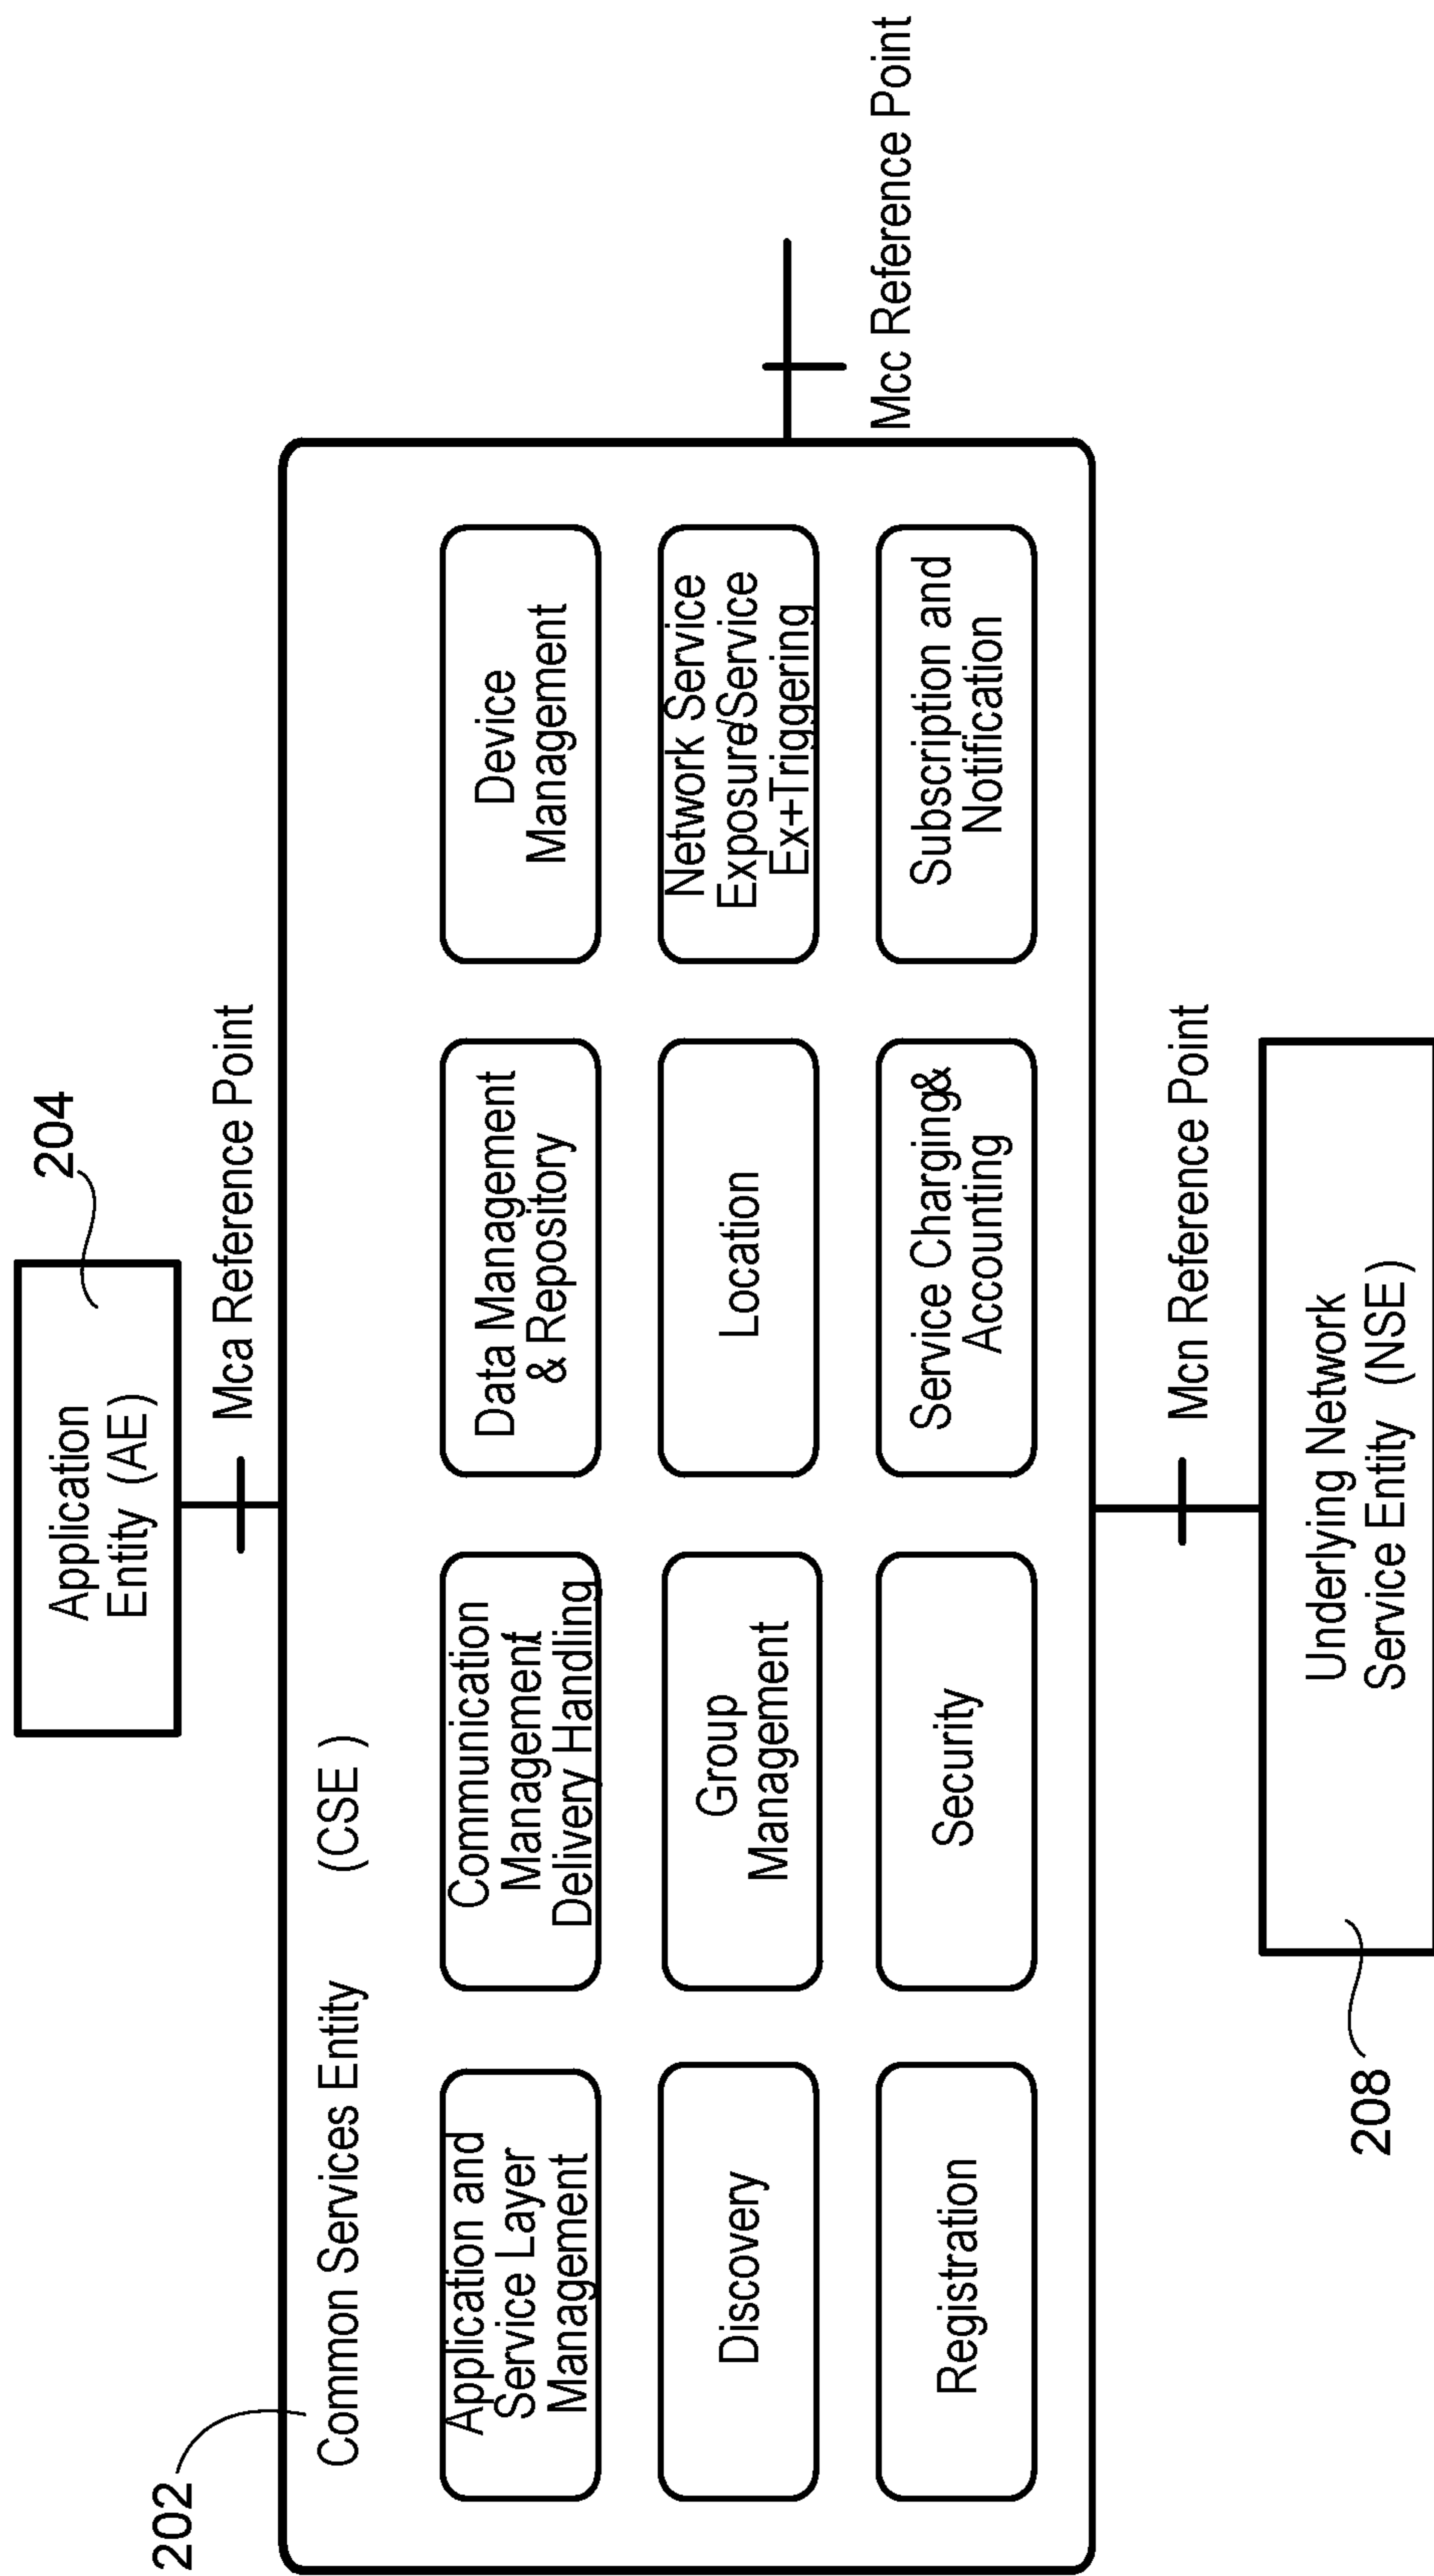 204
Application
Entity (AE)
Mca Reference Point
202
Common Services Entity (CSE )
Application and
Service Layer
Management
Communication
Management/
Delivery Handling
Data Management
& Repository
Device
Management
Discovery
Group
Management
Location
Network Service
Exposure/Service
Ex+Triggering
Registration
Security
Service Charging&
Accounting
Subscription and
Notification
Mcc Reference Point
Mcn Reference Point
208
Underlying Network
Service Entity (NSE )